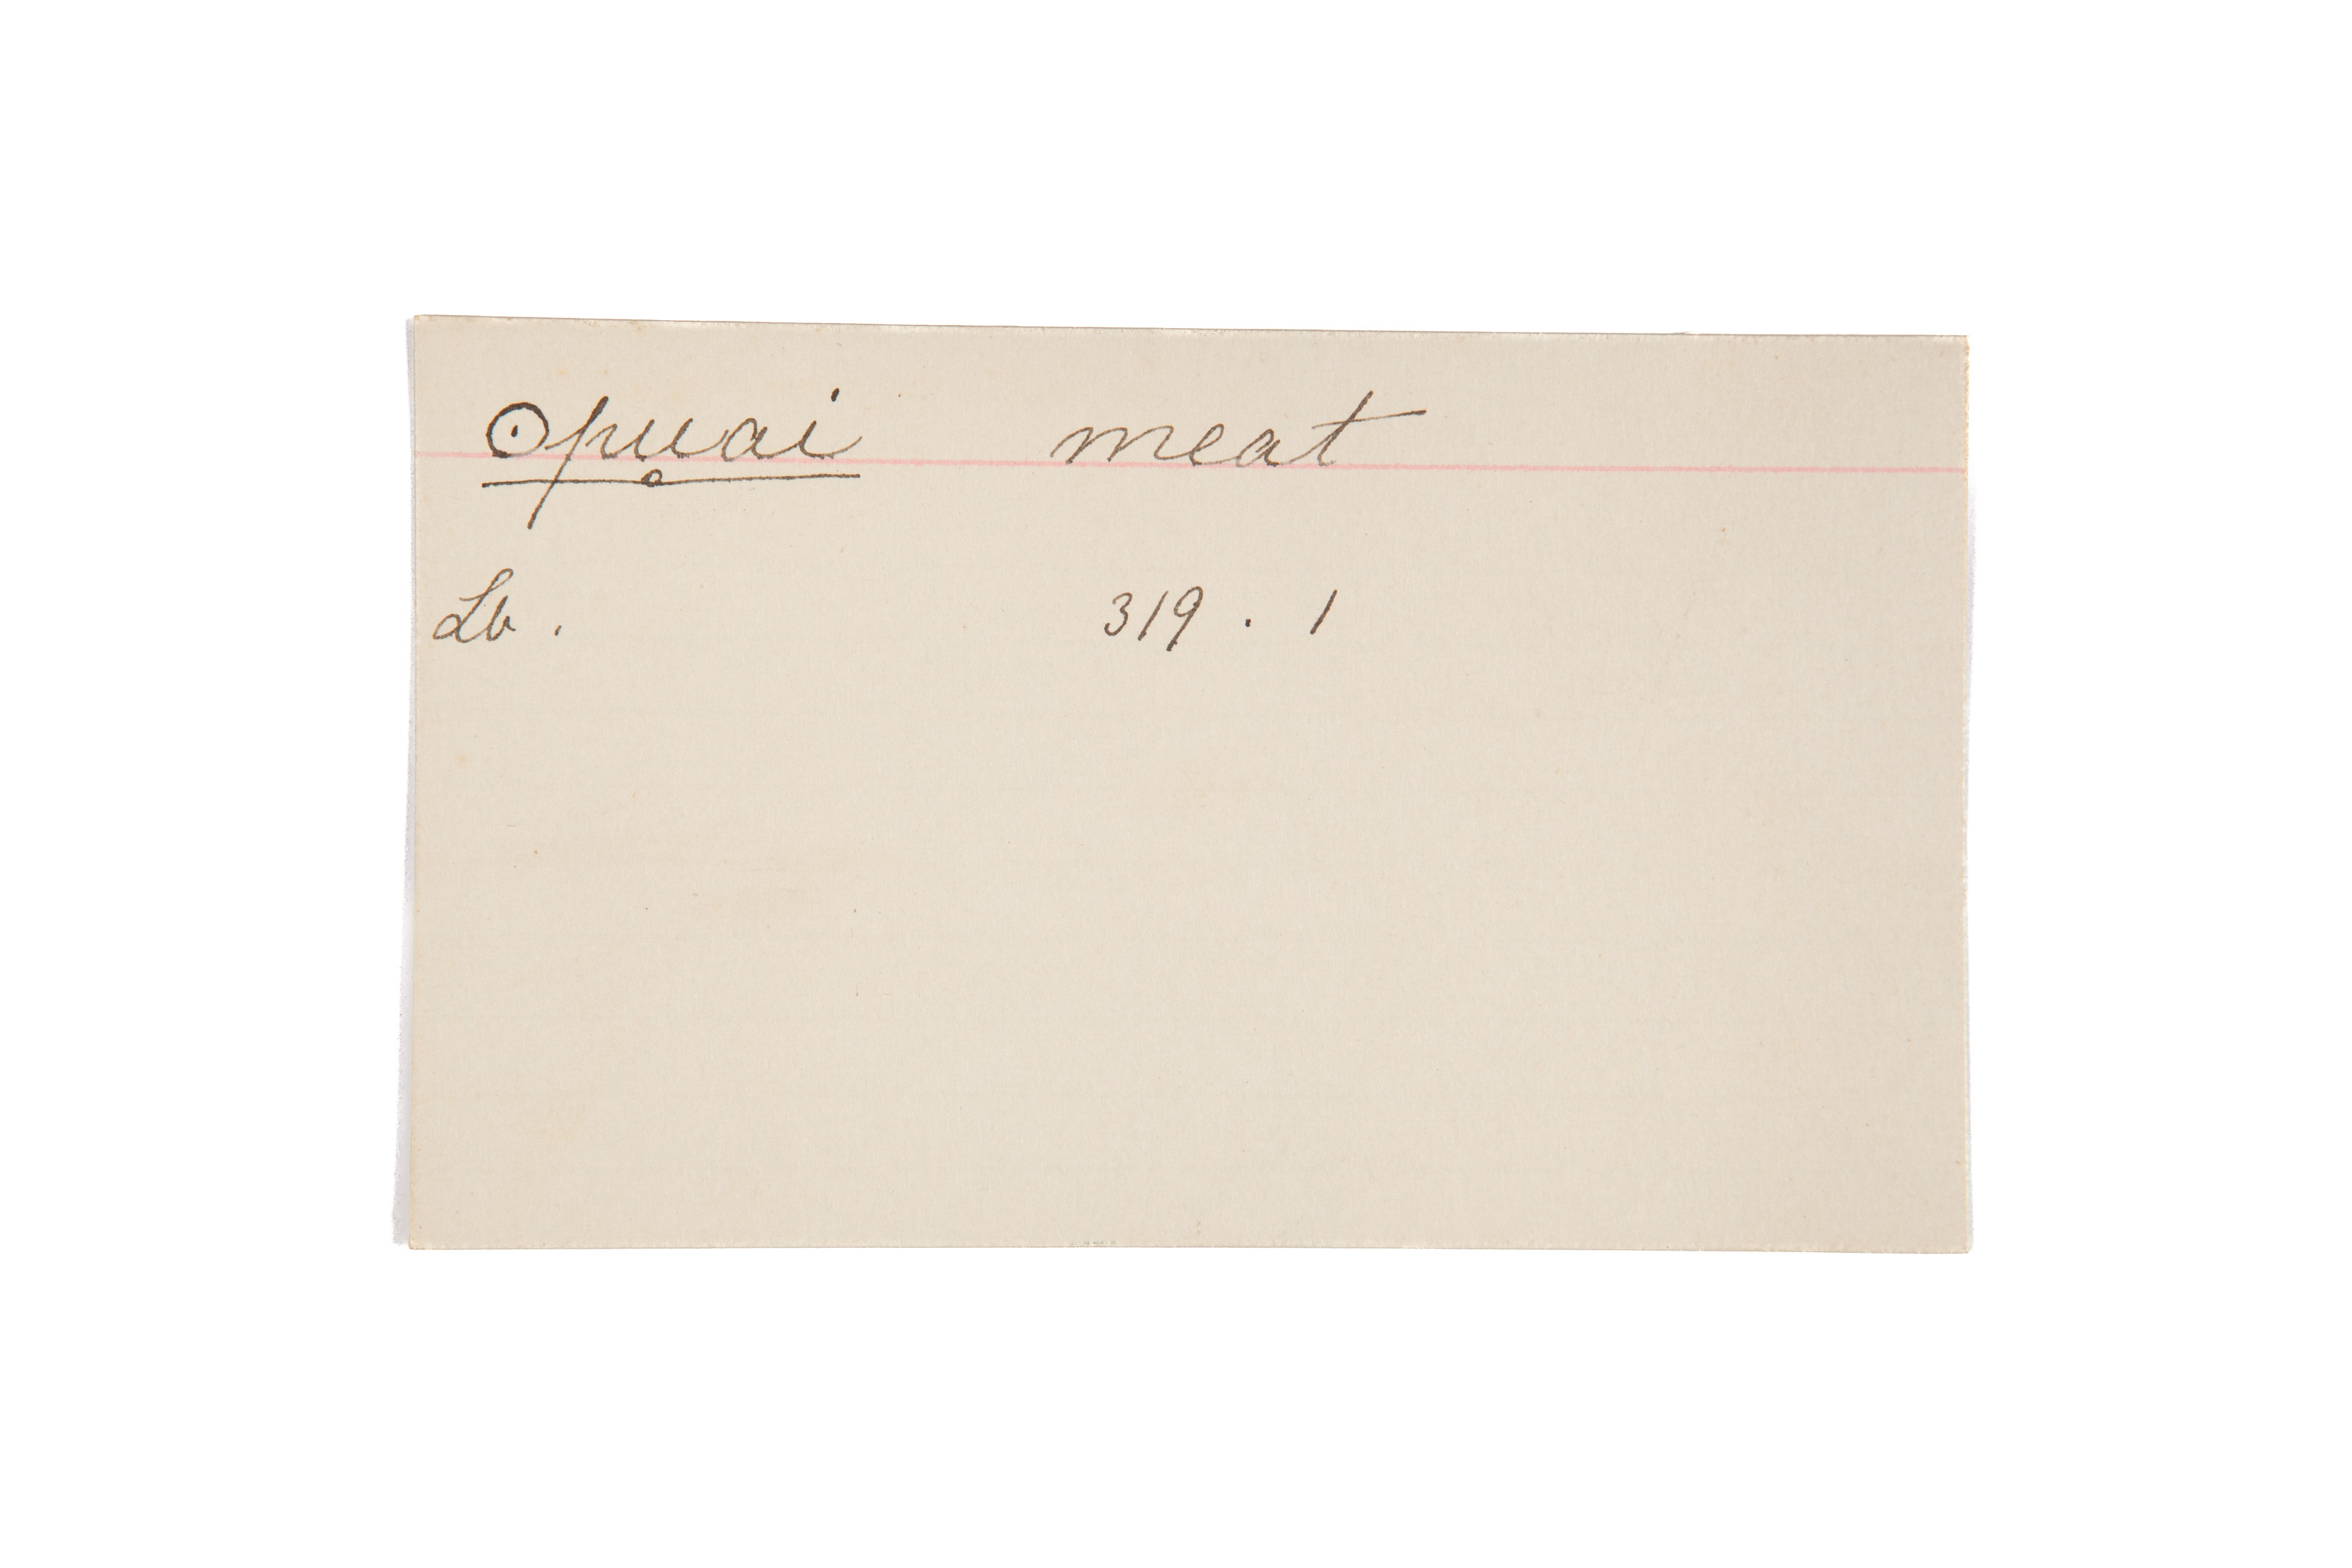 Opuai meat
Lb. 319 . 1